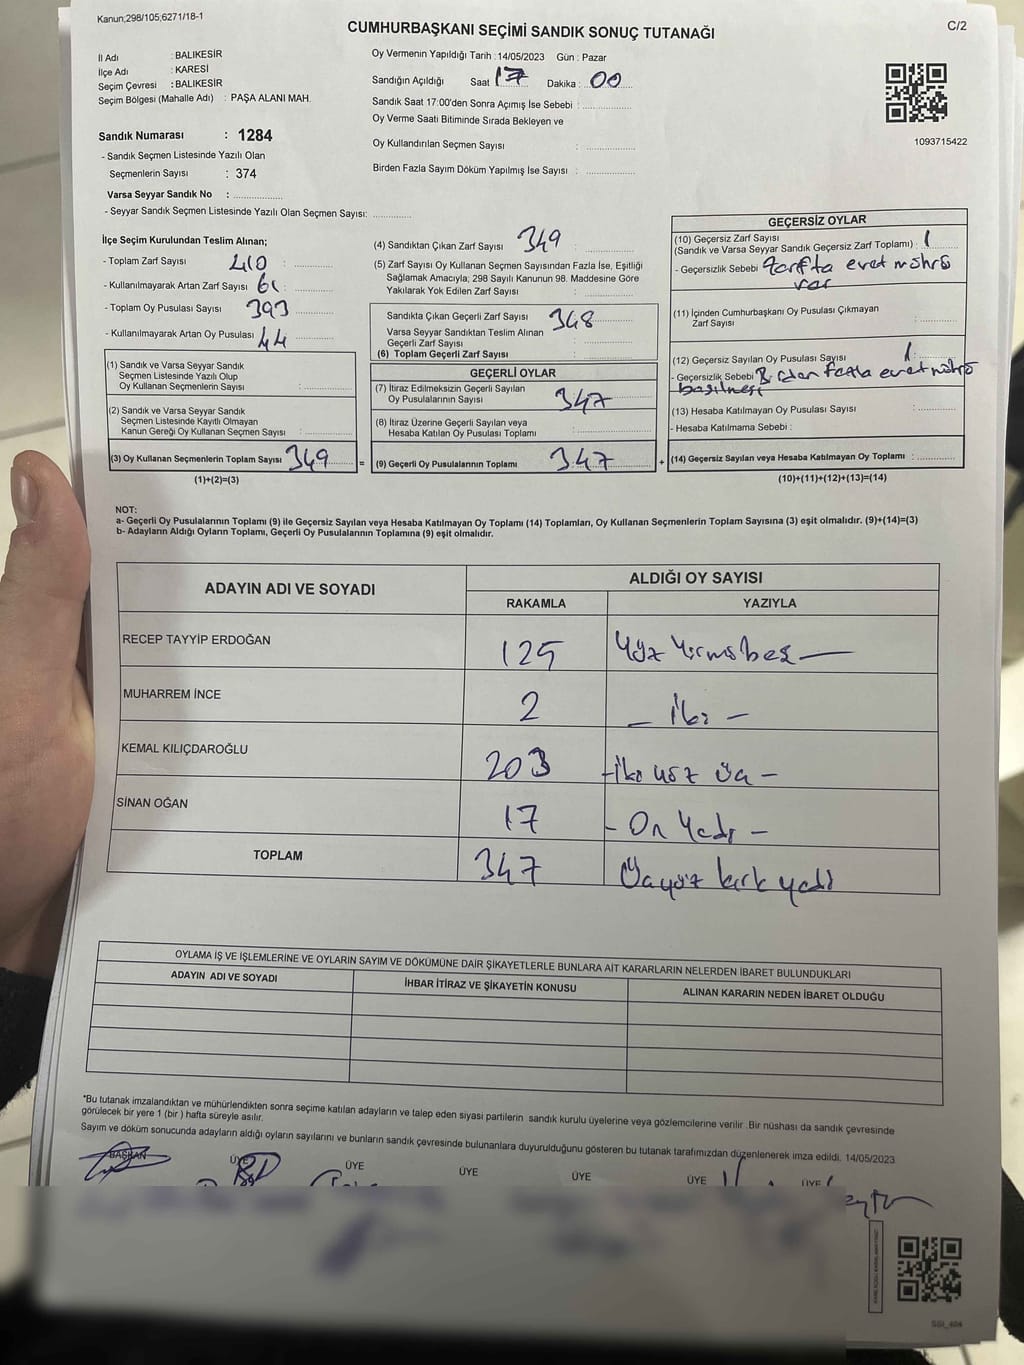 Kanun;298/105;6271/18-1
CUMHURBAŞKANI SEÇİMİ SANDIK SONUÇ TUTANAĞI
C/2
İl Adı : BALIKESİR
İlçe Adı : KARESİ
Seçim Çevresi : BALIKESİR
Seçim Bölgesi (Mahalle Adı) : PAŞA ALANI MAH.
Oy Vermenin Yapıldığı Tarih :14/05/2023 Gün : Pazar
Sandığın Açıldığı Saat 17 Dakika : 00
Sandık Saat 17:00'den Sonra Açımış İse Sebebi :
Oy Verme Saati Bitiminde Sırada Bekleyen ve
Oy Kullandırılan Seçmen Sayısı :
Birden Fazla Sayım Döküm Yapılmış İse Sayısı :
1093715422
Sandık Numarası : 1284
- Sandık Seçmen Listesinde Yazılı Olan
Seçmenlerin Sayısı : 374
Varsa Seyyar Sandık No :
- Seyyar Sandık Seçmen Listesinde Yazılı Olan Seçmen Sayısı:
İlçe Seçim Kurulundan Teslim Alınan;
- Toplam Zarf Sayısı 410 :
- Kullanılmayarak Artan Zarf Sayısı 61 :
- Toplam Oy Pusulası Sayısı 393
- Kullanılmayarak Artan Oy Pusulası 44
(1) Sandık ve Varsa Seyyar Sandık
Seçmen Listesinde Yazılı Olup
Oy Kullanan Seçmenlerin Sayısı :
(2) Sandık ve Varsa Seyyar Sandık
Seçmen Listesinde Kayıtlı Olmayan
Kanun Gereği Oy Kullanan Seçmen Sayısı :
(3) Oy Kullanan Seçmenlerin Toplam Sayısı 349 =
(1)+(2)=(3)
(4) Sandıktan Çıkan Zarf Sayısı 349 :
(5) Zarf Sayısı Oy Kullanan Seçmen Sayısından Fazla İse, Eşitliği
Sağlamak Amacıyla; 298 Sayılı Kanunun 98. Maddesine Göre
Yakılarak Yok Edilen Zarf Sayısı :
Sandıkta Çıkan Geçerli Zarf Sayısı 348 :
Varsa Seyyar Sandıktan Teslim Alınan
Geçerli Zarf Sayısı :
(6) Toplam Geçerli Zarf Sayısı :
GEÇERLİ OYLAR
(7) İtiraz Edilmeksizin Geçerli Sayılan
Oy Pusulalarının Sayısı 347
(8) İtiraz Üzerine Geçerli Sayılan veya
Hesaba Katılan Oy Pusulası Toplamı :
(9) Geçerli Oy Pusulalarının Toplamı 347 +
GEÇERSİZ OYLAR
(10) Geçersiz Zarf Sayısı
(Sandık ve Varsa Seyyar Sandık Geçersiz Zarf Toplamı) : 1
- Geçersizlik Sebebi Zarfta evet mührü
var
(11) İçinden Cumhurbaşkanı Oy Pusulası Çıkmayan
Zarf Sayısı :
(12) Geçersiz Sayılan Oy Pusulası Sayısı 1 :
- Geçersizlik Sebebi Birden fazla evet mührü
basılması
(13) Hesaba Katılmayan Oy Pusulası Sayısı :
- Hesaba Katılmama Sebebi :
(14) Geçersiz Sayılan veya Hesaba Katılmayan Oy Toplamı :
(10)+(11)+(12)+(13)=(14)
NOT:
a- Geçerli Oy Pusulalarının Toplamı (9) ile Geçersiz Sayılan veya Hesaba Katılmayan Oy Toplamı (14) Toplamları, Oy Kullanan Seçmenlerin Toplam Sayısına (3) eşit olmalıdır. (9)+(14)=(3)
b- Adayların Aldığı Oyların Toplamı, Geçerli Oy Pusulalarının Toplamına (9) eşit olmalıdır.
ADAYIN ADI VE SOYADI
ALDIĞI OY SAYISI
RAKAMLA YAZIYLA
RECEP TAYYİP ERDOĞAN 125 Yüz Yirmibeş —
MUHARREM İNCE 2 - İki -
KEMAL KILIÇDAROĞLU 203 - İki yüz üç -
SİNAN OĞAN 17 - On Yedi -
TOPLAM 347 Üçyüz kırk yedi
OYLAMA İŞ VE İŞLEMLERİNE VE OYLARIN SAYIM VE DÖKÜMÜNE DAİR ŞİKAYETLERLE BUNLARA AİT KARARLARIN NELERDEN İBARET BULUNDUKLARI
ADAYIN ADI VE SOYADI İHBAR İTİRAZ VE ŞİKAYETİN KONUSU ALINAN KARARIN NEDEN İBARET OLDUĞU
"Bu tutanak imzalandıktan ve mühürlendikten sonra seçime katılan adayların ve talep eden siyasi partilerin sandık kurulu üyelerine veya gözlemcilerine verilir .Bir nüshası da sandık çevresinde
görülecek bir yere 1 (bir ) hafta süreyle asılır.
Sayım ve döküm sonucunda adayların aldığı oyların sayılarını ve bunların sandık çevresinde bulunanlara duyurulduğunu gösteren bu tutanak tarafımızdan düzenlenerek imza edildi. 14/05/2023
BAŞKAN ÜYE ÜYE ÜYE ÜYE ÜYE ÜYE